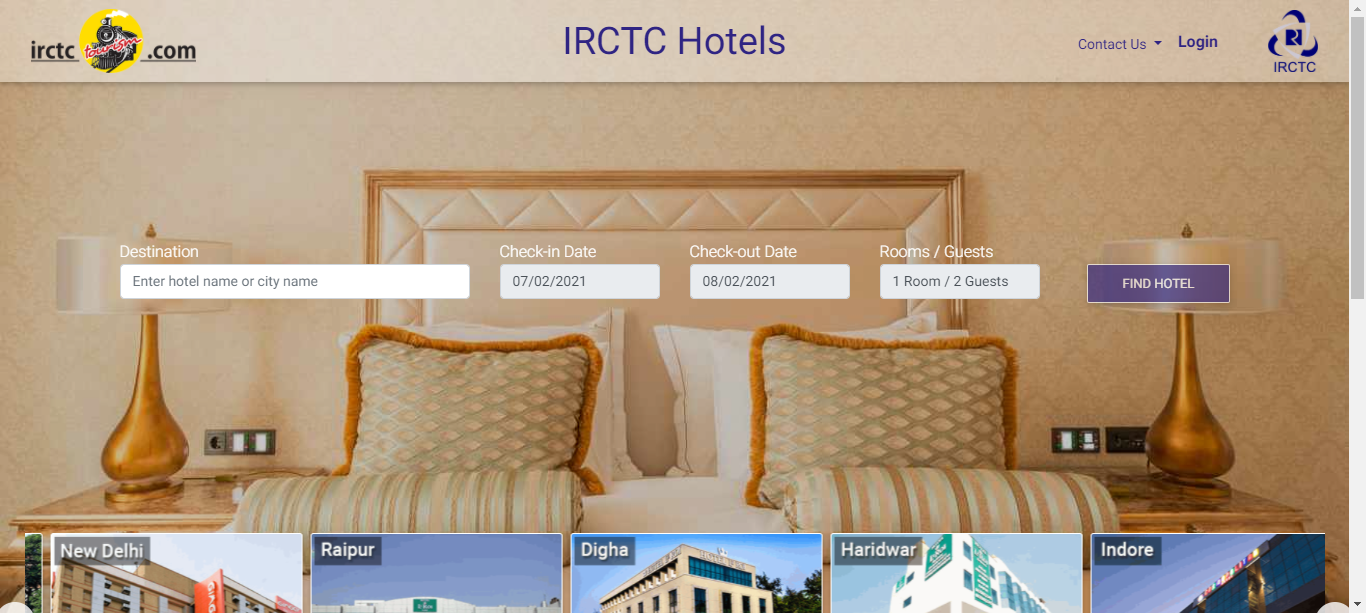 irctc tourism .com
IRCTC Hotels
Contact Us
Login
IRCTC
Destination
Check-in Date
Check-out Date
Rooms / Guests
Enter hotel name or city name
07/02/2021
08/02/2021
1 Room / 2 Guests
FIND HOTEL
New Delhi
Raipur
Digha
Haridwar
Indore